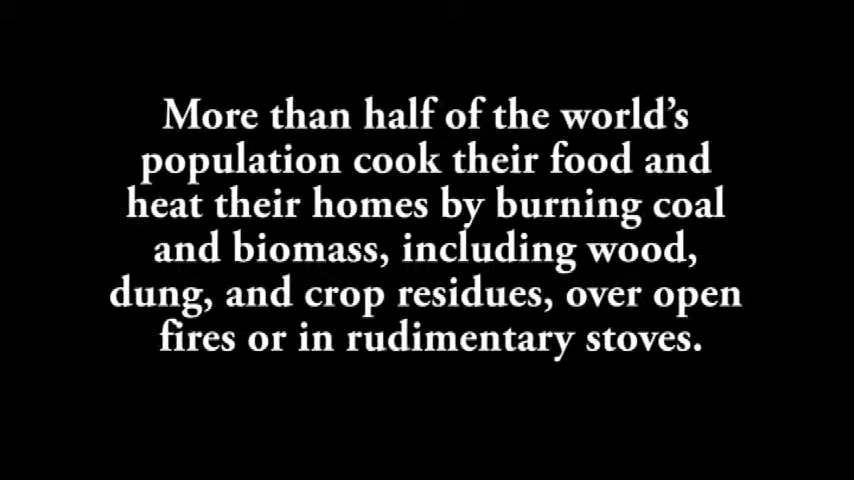 More than half of the world's
population cook their food and
heat their homes by burning coal
and biomass, including wood,
dung, and crop residues, over open
fires or in rudimentary stoves.